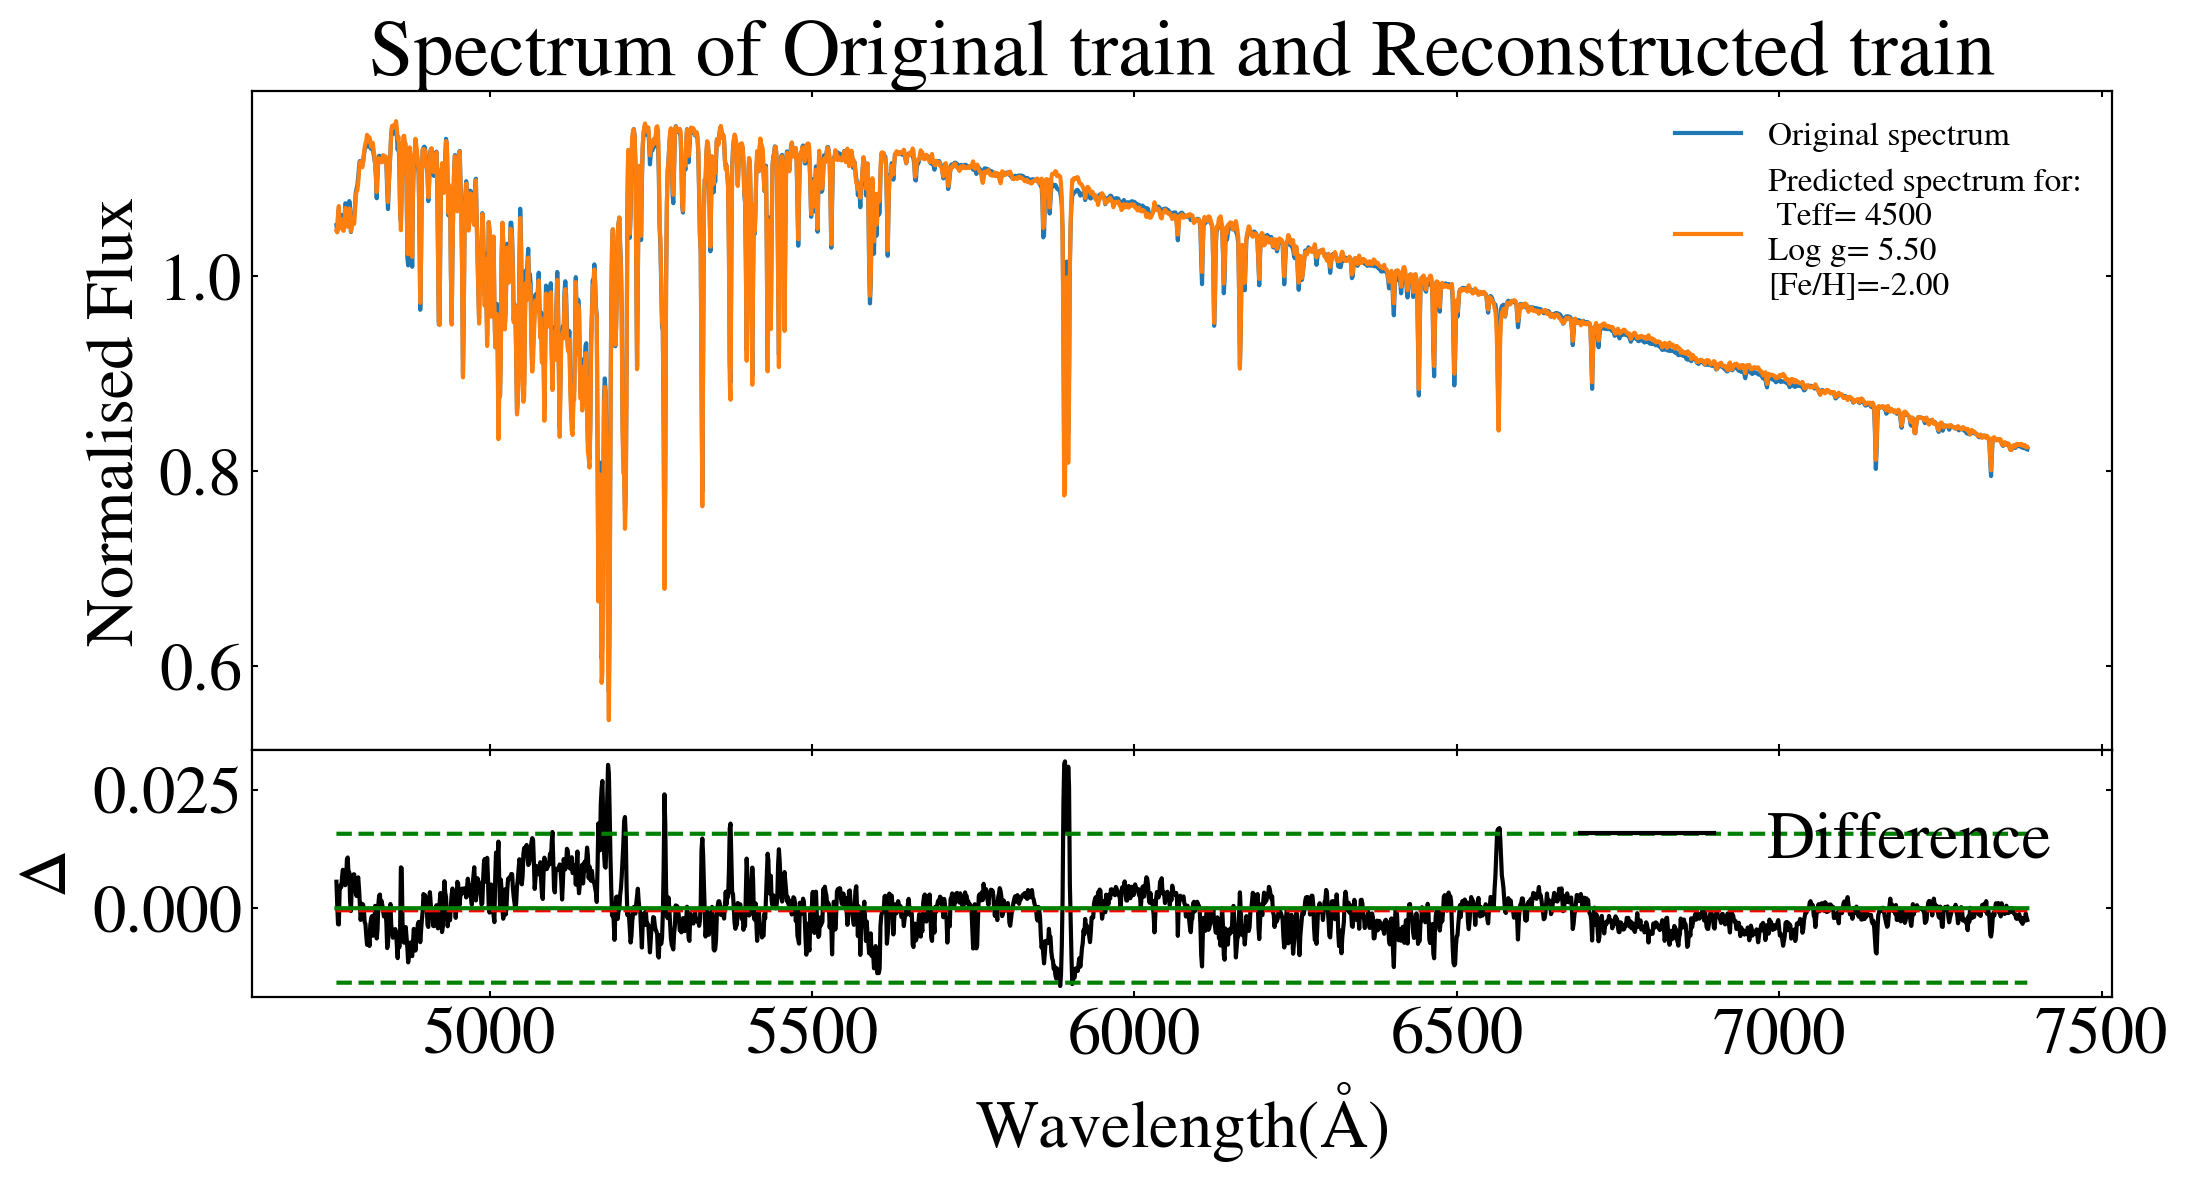 Spectrum of Original train and Reconstructed train
Normalised Flux
1.0
0.8
0.6
Original spectrum
Predicted spectrum for:
Teff= 4500
Log g= 5.50
[Fe/H]=-2.00
Δ
0.025
0.000
Difference
5000 5500 6000 6500 7000 7500
Wavelength(Å)